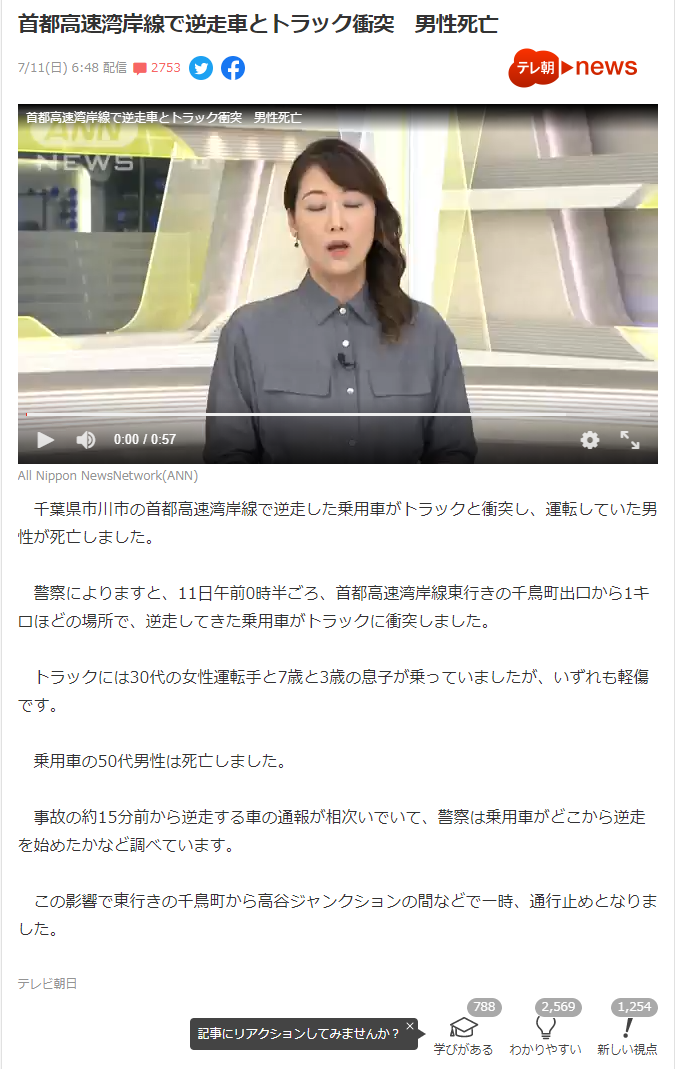 首都高速湾岸線で逆走車とトラック衝突　男性死亡
7/11(日) 6:48 配信 2753
テレ朝 news
首都高速湾岸線で逆走車とトラック衝突　男性死亡
ANN
NEWS
0:00 / 0:57
All Nippon NewsNetwork(ANN)
千葉県市川市の首都高速湾岸線で逆走した乗用車がトラックと衝突し、運転していた男
性が死亡しました。
警察によりますと、11日午前0時半ごろ、首都高速湾岸線東行きの千鳥町出口から1キ
ロほどの場所で、逆走してきた乗用車がトラックに衝突しました。
トラックには30代の女性運転手と7歳と3歳の息子が乗っていましたが、いずれも軽傷
です。
乗用車の50代男性は死亡しました。
事故の約15分前から逆走する車の通報が相次いでいて、警察は乗用車がどこから逆走
を始めたかなど調べています。
この影響で東行きの千鳥町から高谷ジャンクションの間などで一時、通行止めとなりま
した。
テレビ朝日
記事にリアクションしてみませんか？ ×
788 2,569 1,254
学びがある わかりやすい 新しい視点